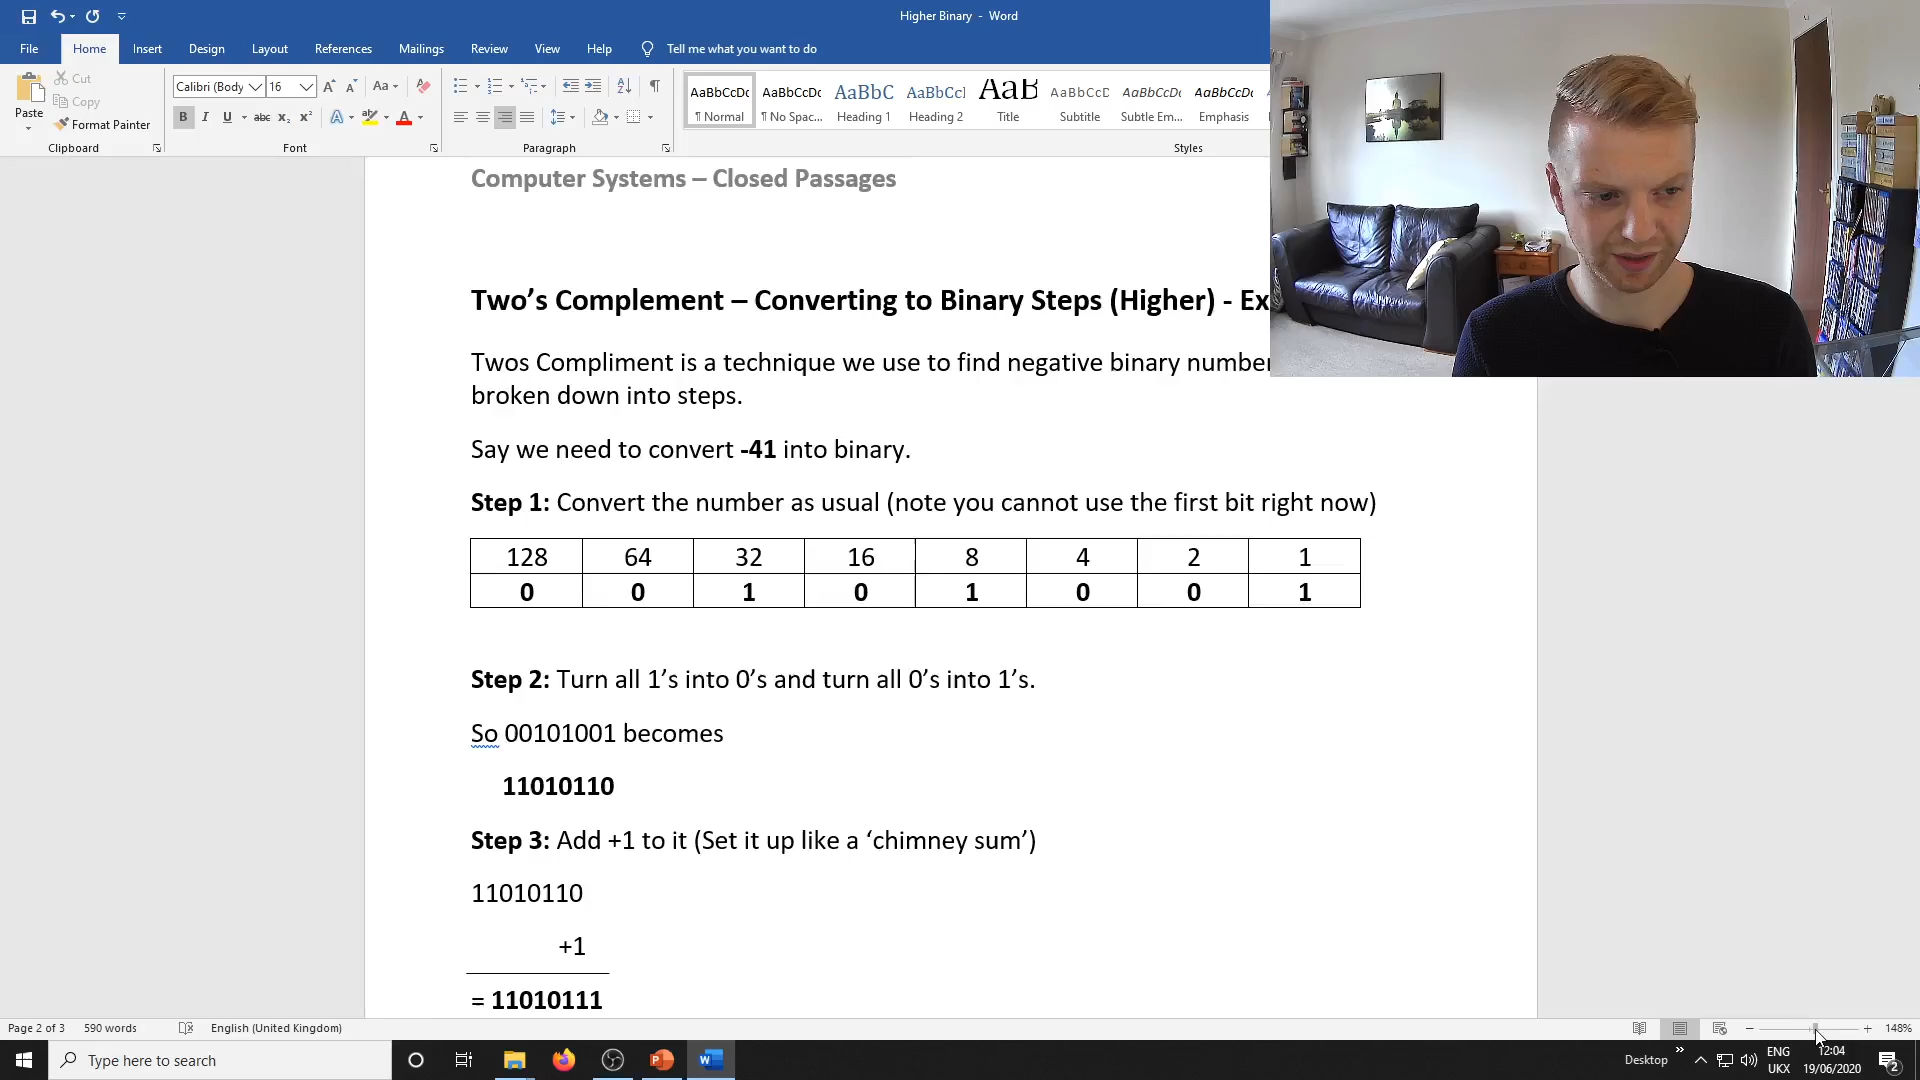 Higher Binary - Word
File Home Insert Design Layout References Mailings Review View Help Tell me what you want to do
Paste
Cut
Copy
Format Painter
Clipboard
Calibri (Body 16
Font
Paragraph
AaBbCcDc AaBbCcDc AaBbC AaBbCcI AaB AaBbCcD AaBbCcDc AaBbCcDc
¶ Normal ¶ No Spac... Heading 1 Heading 2 Title Subtitle Subtle Em... Emphasis
Styles
Computer Systems – Closed Passages
Two’s Complement – Converting to Binary Steps (Higher) - Ex
Twos Compliment is a technique we use to find negative binary number
broken down into steps.
Say we need to convert -41 into binary.
Step 1: Convert the number as usual (note you cannot use the first bit right now)
128 64 32 16 8 4 2 1
0 0 1 0 1 0 0 1
Step 2: Turn all 1’s into 0’s and turn all 0’s into 1’s.
So 00101001 becomes
11010110
Step 3: Add +1 to it (Set it up like a ‘chimney sum’)
11010110
+1
= 11010111
Page 2 of 3 590 words English (United Kingdom) 148%
Type here to search
Desktop
ENG
UKX
12:04
19/06/2020
2